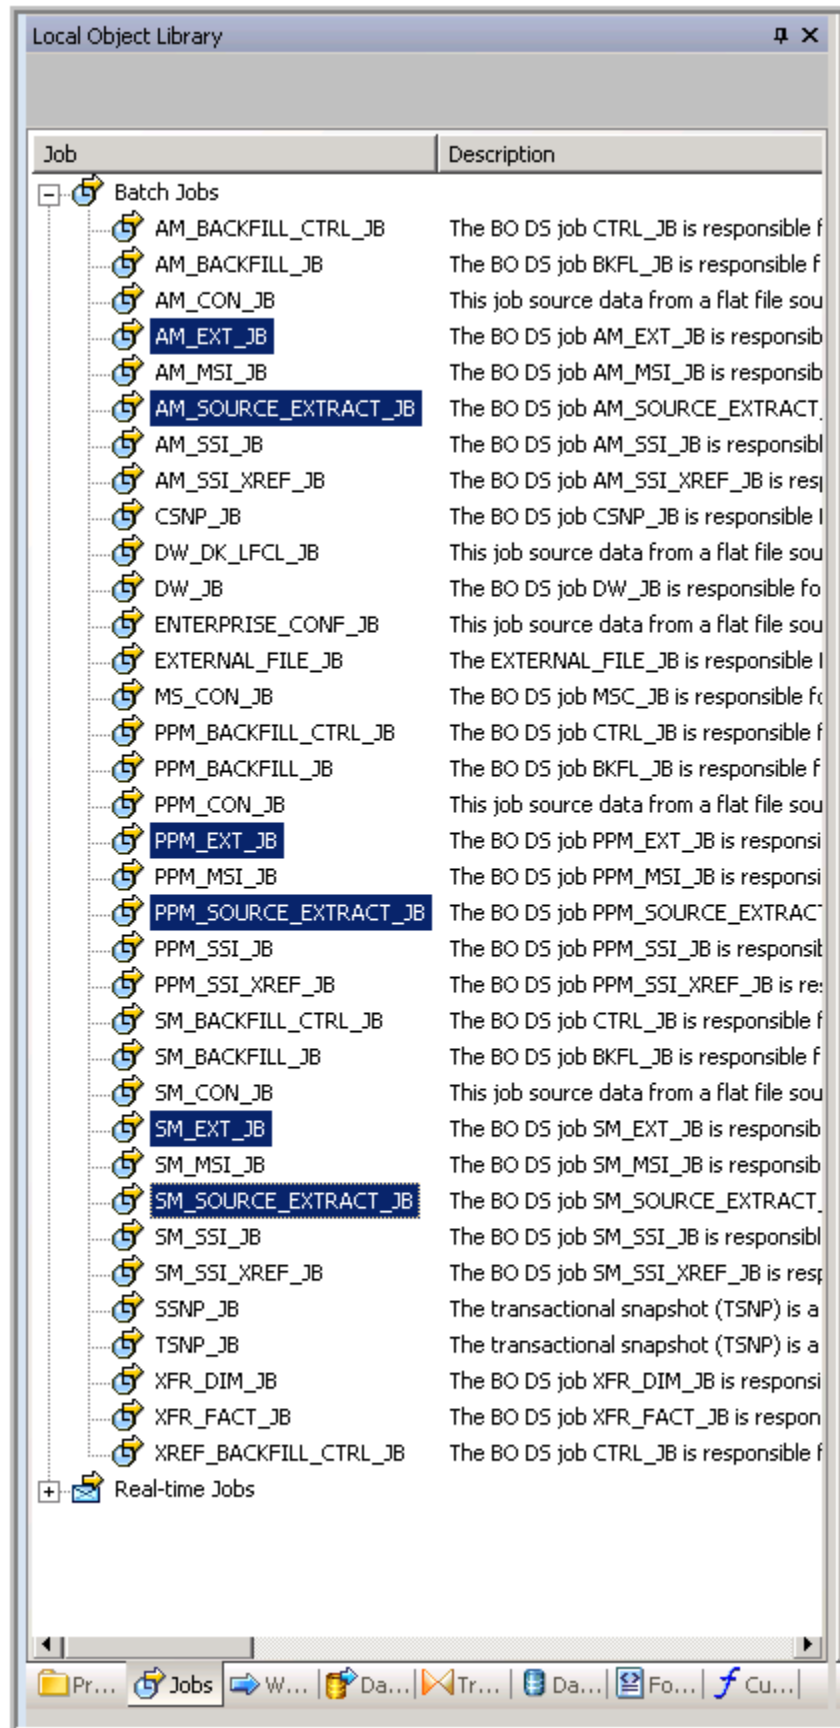 Local Object Library
Job Description
Batch Jobs
AM_BACKFILL_CTRL_JB The BO DS job CTRL_JB is responsible f
AM_BACKFILL_JB The BO DS job BKFL_JB is responsible f
AM_CON_JB This job source data from a flat file sou
AM_EXT_JB The BO DS job AM_EXT_JB is responsib
AM_MSI_JB The BO DS job AM_MSI_JB is responsib
AM_SOURCE_EXTRACT_JB The BO DS job AM_SOURCE_EXTRACT_
AM_SSI_JB The BO DS job AM_SSI_JB is responsibl
AM_SSI_XREF_JB The BO DS job AM_SSI_XREF_JB is resp
CSNP_JB The BO DS job CSNP_JB is responsible
DW_DK_LFCL_JB This job source data from a flat file sou
DW_JB The BO DS job DW_JB is responsible fo
ENTERPRISE_CONF_JB This job source data from a flat file sou
EXTERNAL_FILE_JB The EXTERNAL_FILE_JB is responsible
MS_CON_JB The BO DS job MSC_JB is responsible fo
PPM_BACKFILL_CTRL_JB The BO DS job CTRL_JB is responsible f
PPM_BACKFILL_JB The BO DS job BKFL_JB is responsible f
PPM_CON_JB This job source data from a flat file sou
PPM_EXT_JB The BO DS job PPM_EXT_JB is responsi
PPM_MSI_JB The BO DS job PPM_MSI_JB is responsi
PPM_SOURCE_EXTRACT_JB The BO DS job PPM_SOURCE_EXTRACT
PPM_SSI_JB The BO DS job PPM_SSI_JB is responsib
PPM_SSI_XREF_JB The BO DS job PPM_SSI_XREF_JB is res
SM_BACKFILL_CTRL_JB The BO DS job CTRL_JB is responsible f
SM_BACKFILL_JB The BO DS job BKFL_JB is responsible f
SM_CON_JB This job source data from a flat file sou
SM_EXT_JB The BO DS job SM_EXT_JB is responsib
SM_MSI_JB The BO DS job SM_MSI_JB is responsib
SM_SOURCE_EXTRACT_JB The BO DS job SM_SOURCE_EXTRACT_
SM_SSI_JB The BO DS job SM_SSI_JB is responsibl
SM_SSI_XREF_JB The BO DS job SM_SSI_XREF_JB is resp
SSNP_JB The transactional snapshot (TSNP) is a
TSNP_JB The transactional snapshot (TSNP) is a
XFR_DIM_JB The BO DS job XFR_DIM_JB is responsi
XFR_FACT_JB The BO DS job XFR_FACT_JB is respon
XREF_BACKFILL_CTRL_JB The BO DS job CTRL_JB is responsible f
Real-time Jobs
Pr... Jobs W... Da... Tr... Da... Fo... Cu...